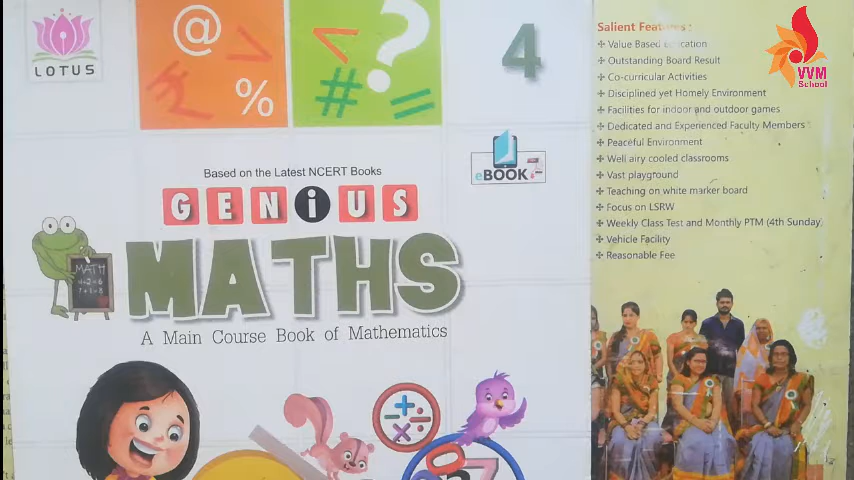 LOTUS
@
%
?
#
=
4
Based on the Latest NCERT Books
eBOOK
GENiUS
MATHS
MATH
A Main Course Book of Mathematics
Salient Features :
Value Based
Outstanding Board Result
Co-curricular Activities
Disciplined yet Homely Environment
Facilities for indoor and outdoor games
Dedicated and Experienced Faculty Members
Peaceful Environment
Well airy cooled classrooms
Vast playground
Teaching on white marker board
Focus on LSRW
Weekly Class Test and Monthly PTM (4th Sunday)
Vehicle Facility
Reasonable Fee
VVM
School